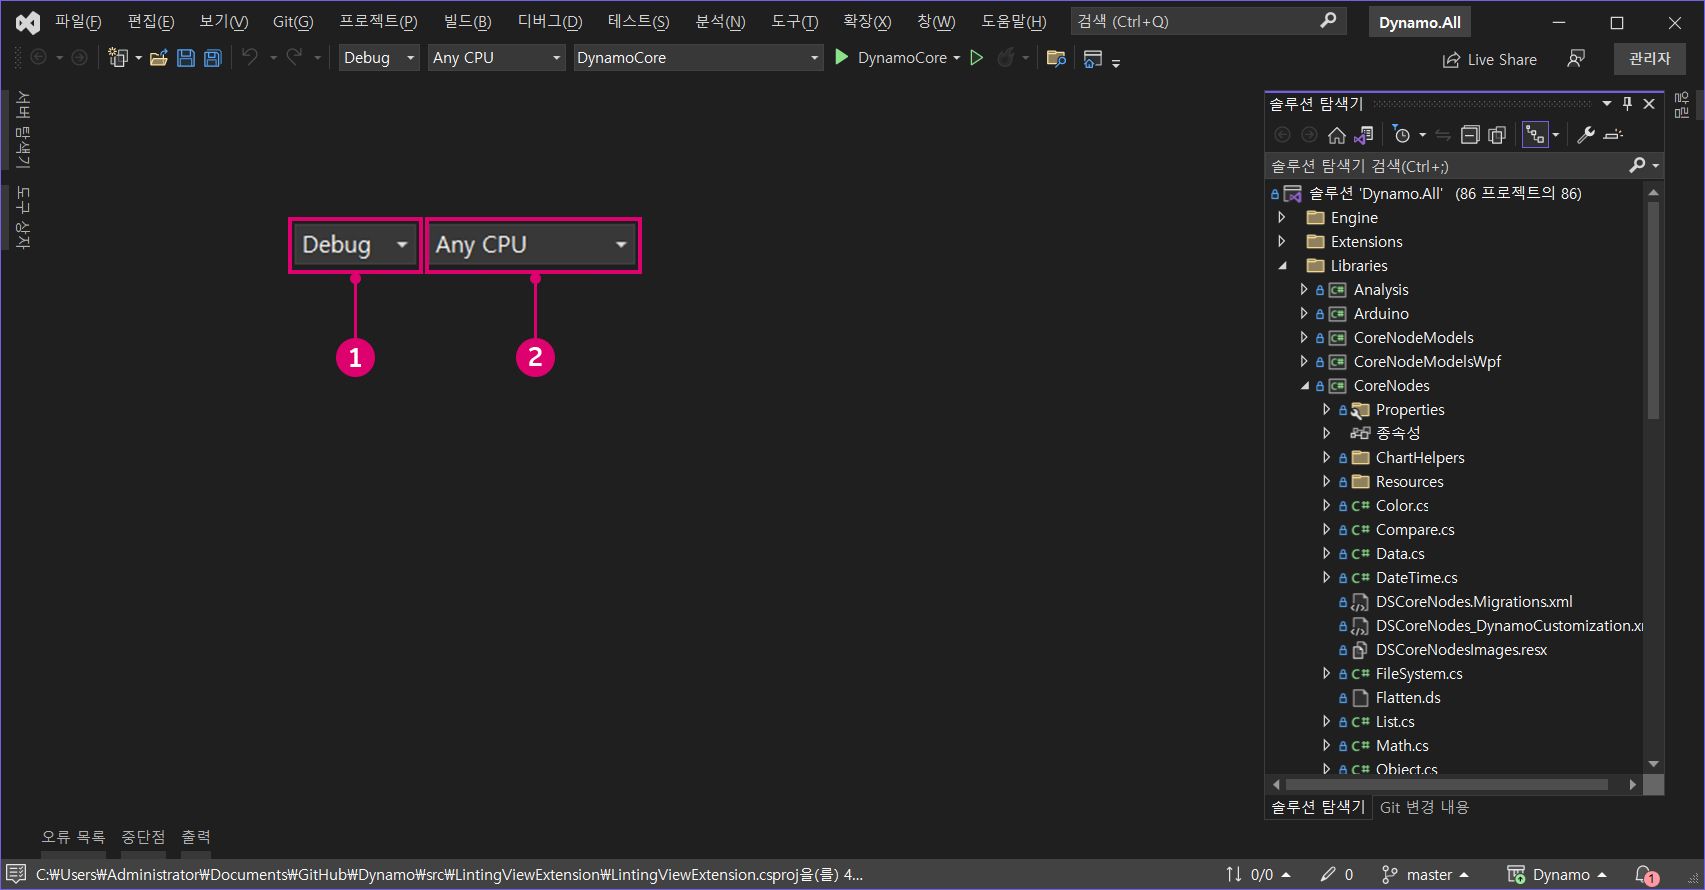 파일(F) 편집(E) 보기(V) Git(G) 프로젝트(P) 빌드(B) 디버그(D) 테스트(S) 분석(N) 도구(T) 확장(X) 창(W) 도움말(H) 검색 (Ctrl+Q) Dynamo.All
Debug Any CPU DynamoCore DynamoCore Live Share 관리자
서버 탐색기
도구 상자
Debug Any CPU
1 2
솔루션 탐색기
알림
솔루션 탐색기 검색(Ctrl+;)
솔루션 'Dynamo.All' (86 프로젝트의 86)
Engine
Extensions
Libraries
C# Analysis
C# Arduino
C# CoreNodeModels
C# CoreNodeModelsWpf
C# CoreNodes
Properties
종속성
ChartHelpers
Resources
C# Color.cs
C# Compare.cs
C# Data.cs
C# DateTime.cs
DSCoreNodes.Migrations.xml
DSCoreNodes_DynamoCustomization.x
DSCoreNodesImages.resx
C# FileSystem.cs
Flatten.ds
C# List.cs
C# Math.cs
C# Object.cs
솔루션 탐색기 Git 변경 내용
오류 목록 중단점 출력
C:₩Users₩Administrator₩Documents₩GitHub₩Dynamo₩src₩LintingViewExtension₩LintingViewExtension.csproj을(를) 4... 0/0 0 master Dynamo 1